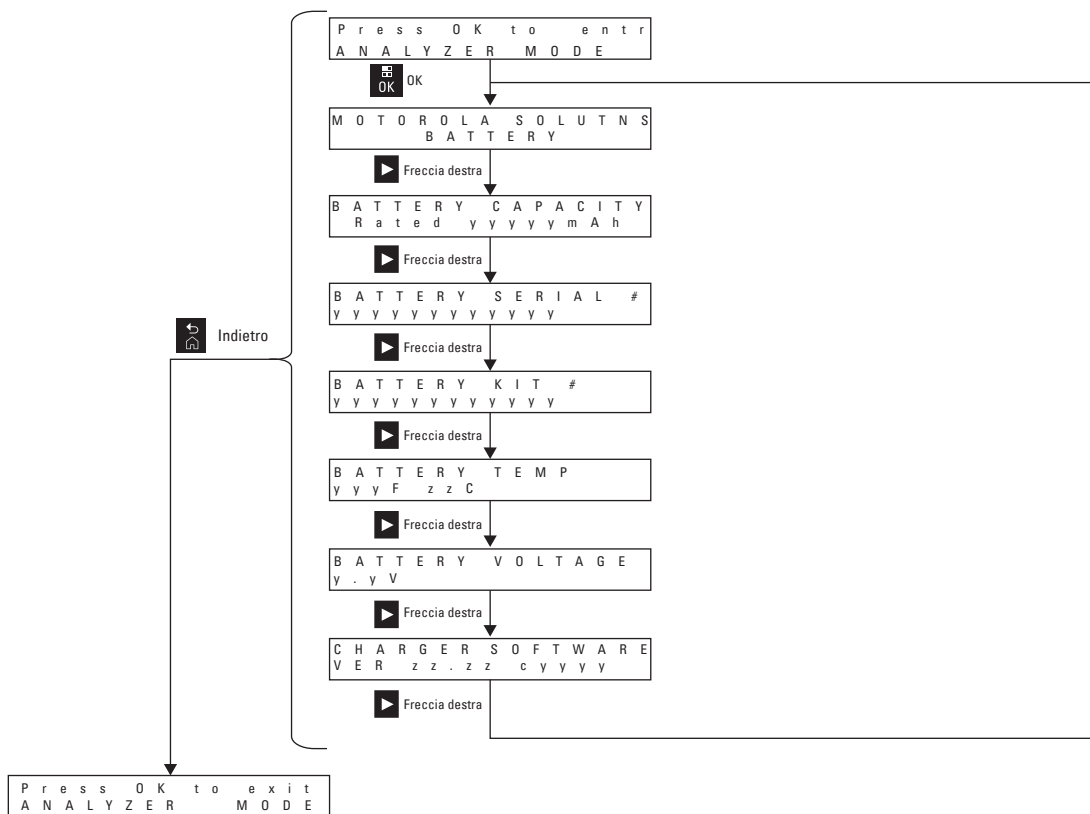 Press OK to entr
ANALYZER MODE
OK OK
MOTOROLA SOLUTNS
BATTERY
Freccia destra
BATTERY CAPACITY
Rated yyyyymAh
Freccia destra
BATTERY SERIAL #
yyyyyyyyyyyy
Freccia destra
Indietro
BATTERY KIT #
yyyyyyyyyyyy
Freccia destra
BATTERY TEMP
yyyF zzC
Freccia destra
BATTERY VOLTAGE
y.yV
Freccia destra
CHARGER SOFTWARE
VER zz.zz cyyyy
Freccia destra
Press OK to exit
ANALYZER MODE